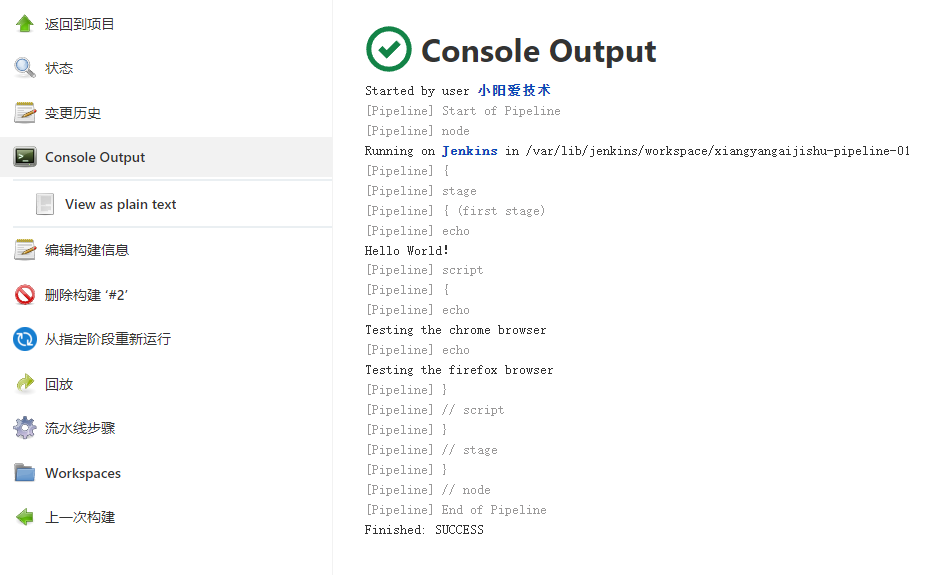 返回到项目
状态
变更历史
Console Output
View as plain text
编辑构建信息
删除构建 ‘#2’
从指定阶段重新运行
回放
流水线步骤
Workspaces
上一次构建
Console Output
Started by user 小阳爱技术
[Pipeline] Start of Pipeline
[Pipeline] node
Running on Jenkins in /var/lib/jenkins/workspace/xiangyangaijishu-pipeline-01
[Pipeline] {
[Pipeline] stage
[Pipeline] { (first stage)
[Pipeline] echo
Hello World!
[Pipeline] script
[Pipeline] {
[Pipeline] echo
Testing the chrome browser
[Pipeline] echo
Testing the firefox browser
[Pipeline] }
[Pipeline] // script
[Pipeline] }
[Pipeline] // stage
[Pipeline] }
[Pipeline] // node
[Pipeline] End of Pipeline
Finished: SUCCESS